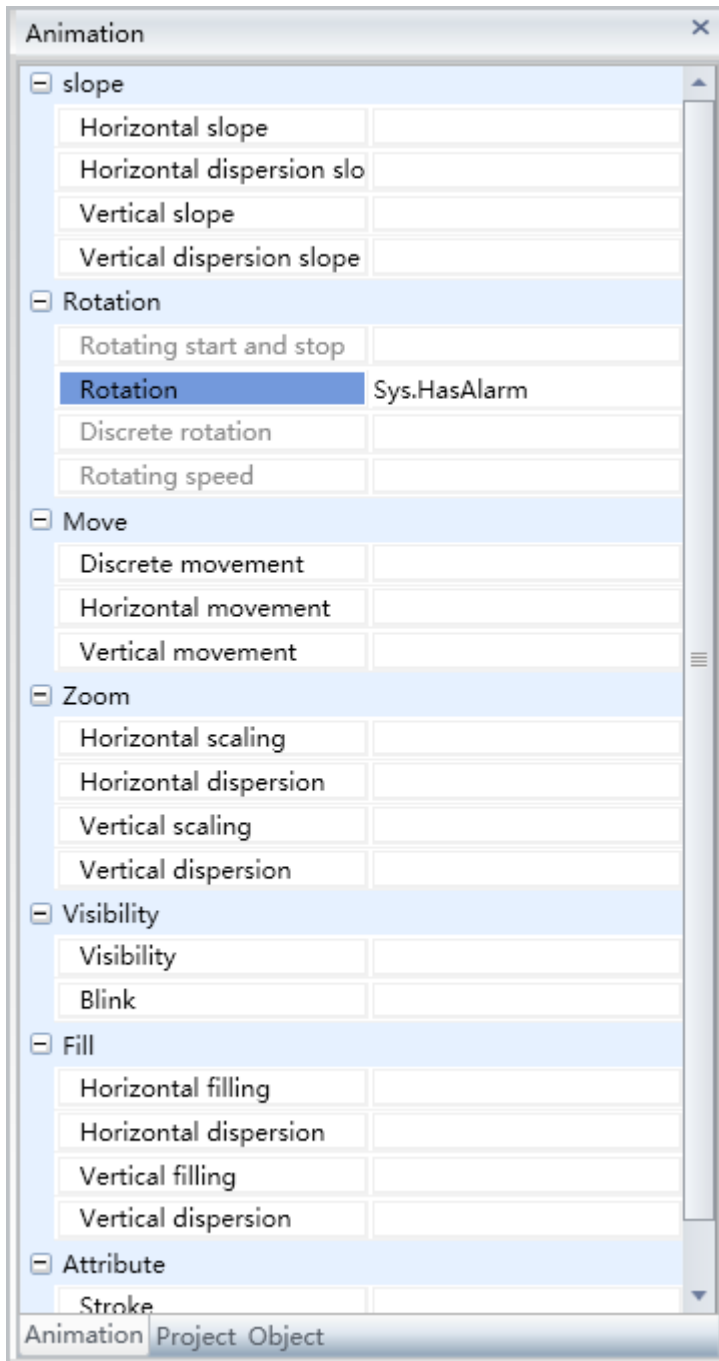 Animation
slope
Horizontal slope
Horizontal dispersion slo
Vertical slope
Vertical dispersion slope
Rotation
Rotating start and stop
Rotation Sys.HasAlarm
Discrete rotation
Rotating speed
Move
Discrete movement
Horizontal movement
Vertical movement
Zoom
Horizontal scaling
Horizontal dispersion
Vertical scaling
Vertical dispersion
Visibility
Visibility
Blink
Fill
Horizontal filling
Horizontal dispersion
Vertical filling
Vertical dispersion
Attribute
Stroke
Animation Project Object